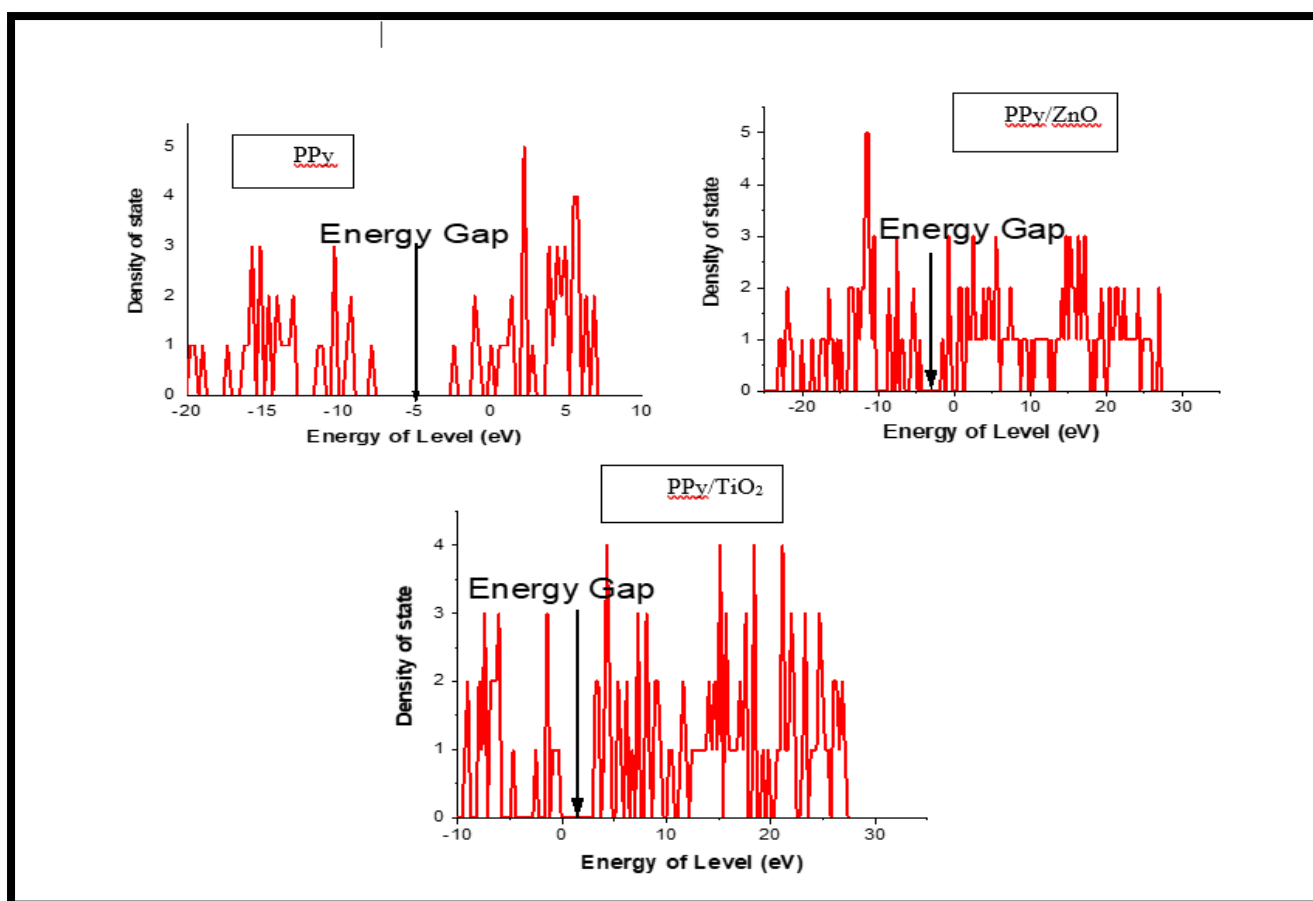 PPy
5
4
3
2
1
0
Density of state
Energy Gap
-20 -15 -10 -5 0 5 10
Energy of Level (eV)
PPy/ZnO
5
4
3
2
1
0
Density of state
Energy Gap
-20 -10 0 10 20 30
Energy of Level (eV)
PPy/TiO₂
4
3
2
1
0
Density of state
Energy Gap
-10 0 10 20 30
Energy of Level (eV)